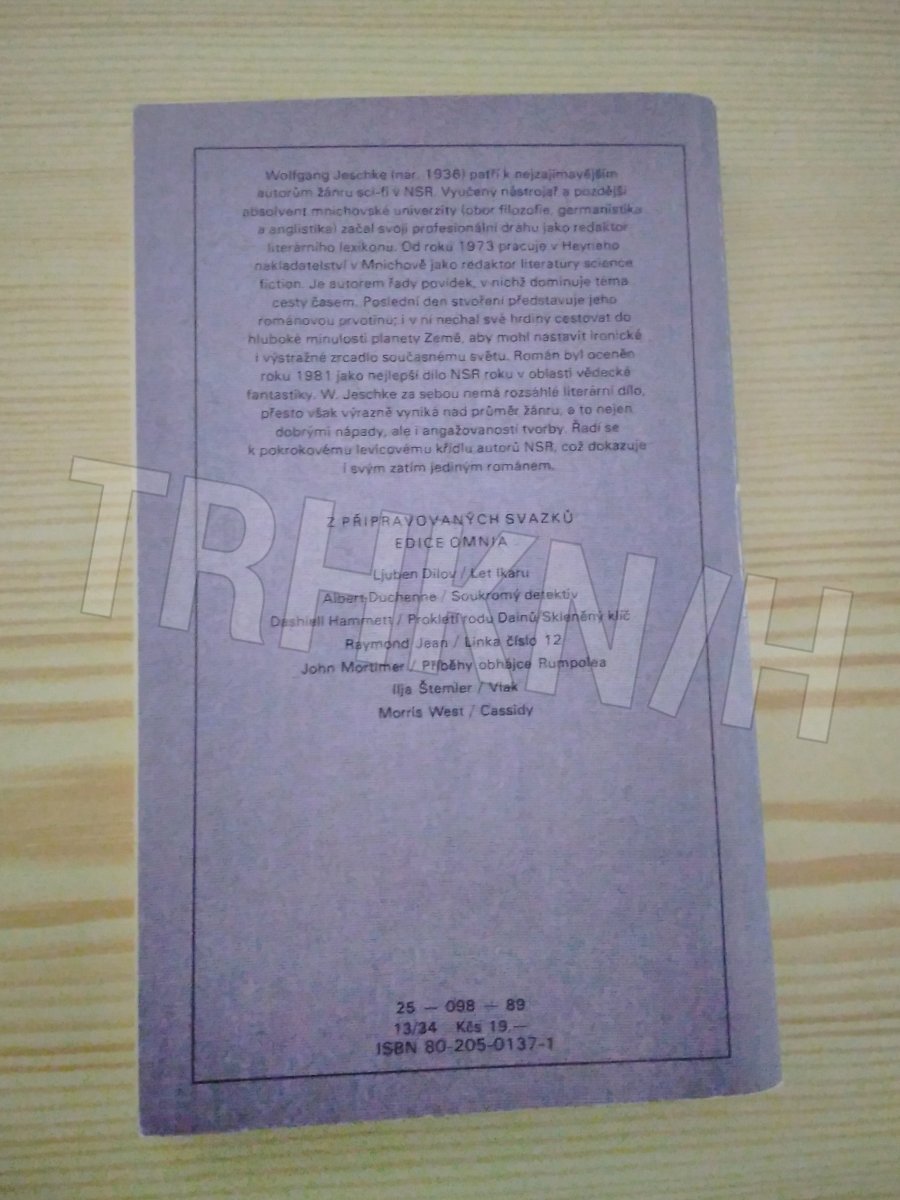 Wolfgang Jeschke (nar. 1936) patří k nejzajímavějším
autorům žánru sci-fi v NSR. Vyučený nástrojař a pozdější
absolvent mnichovské univerzity (obor filozofie, germanistika
a anglistika) začal svoji profesionální dráhu jako redaktor
literárního lexikonu. Od roku 1973 pracuje v Heyneho
nakladatelství v Mnichově jako redaktor literatury science
fiction. Je autorem řady povídek, v nichž dominuje téma
cesty časem. Poslední den stvoření představuje jeho
románovou prvotinu; i v ní nechal své hrdiny cestovat do
hluboké minulosti planety Země, aby mohl nastavit ironické
i výstražné zrcadlo současnému světu. Román byl oceněn
roku 1981 jako nejlepší dílo NSR roku v oblasti vědecké
fantastiky. W. Jeschke za sebou nemá rozsáhlé literární dílo,
přesto však výrazně vyniká nad průměr žánru, a to nejen
dobrými nápady, ale i angažovaností tvorby. Řadí se
k pokrokovému levicovému křídlu autorů NSR, což dokazuje
i svým zatím jediným románem.
Z PŘIPRAVOVANÝCH SVAZKŮ
EDICE OMNIA
Ljuben Dilov / Let Ikaru
Albert Duchenne / Soukromý detektiv
Dashiell Hammett / Prokletí rodu Dainů/Skleněný klíč
Raymond Jean / Linka číslo 12
John Mortimer / Příběhy obhájce Rumpolea
Ilja Štemler / Vlak
Morris West / Cassidy
25 — 098 — 89
13/34 Kčs 19,—
ISBN 80-205-0137-1
TRHKNIH